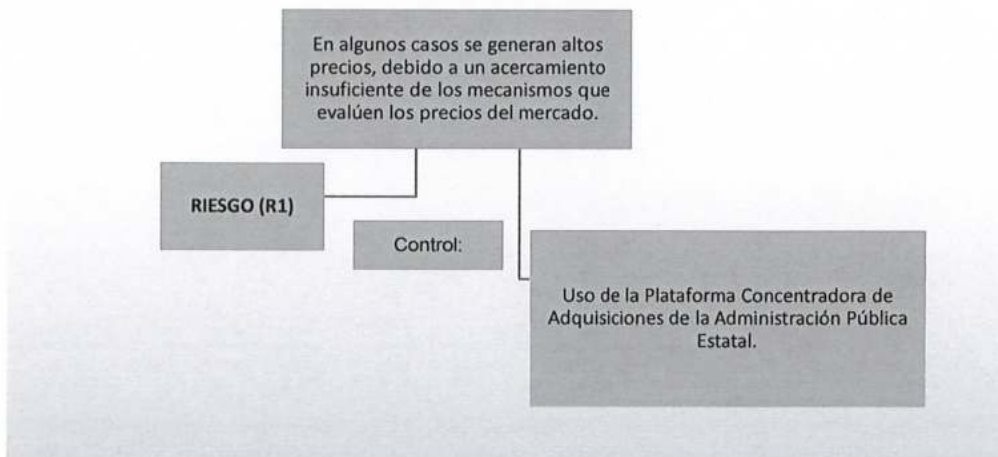 En algunos casos se generan altos
precios, debido a un acercamiento
insuficiente de los mecanismos que
evalúen los precios del mercado.
RIESGO (R1)
Control:
Uso de la Plataforma Concentradora de
Adquisiciones de la Administración Pública
Estatal.